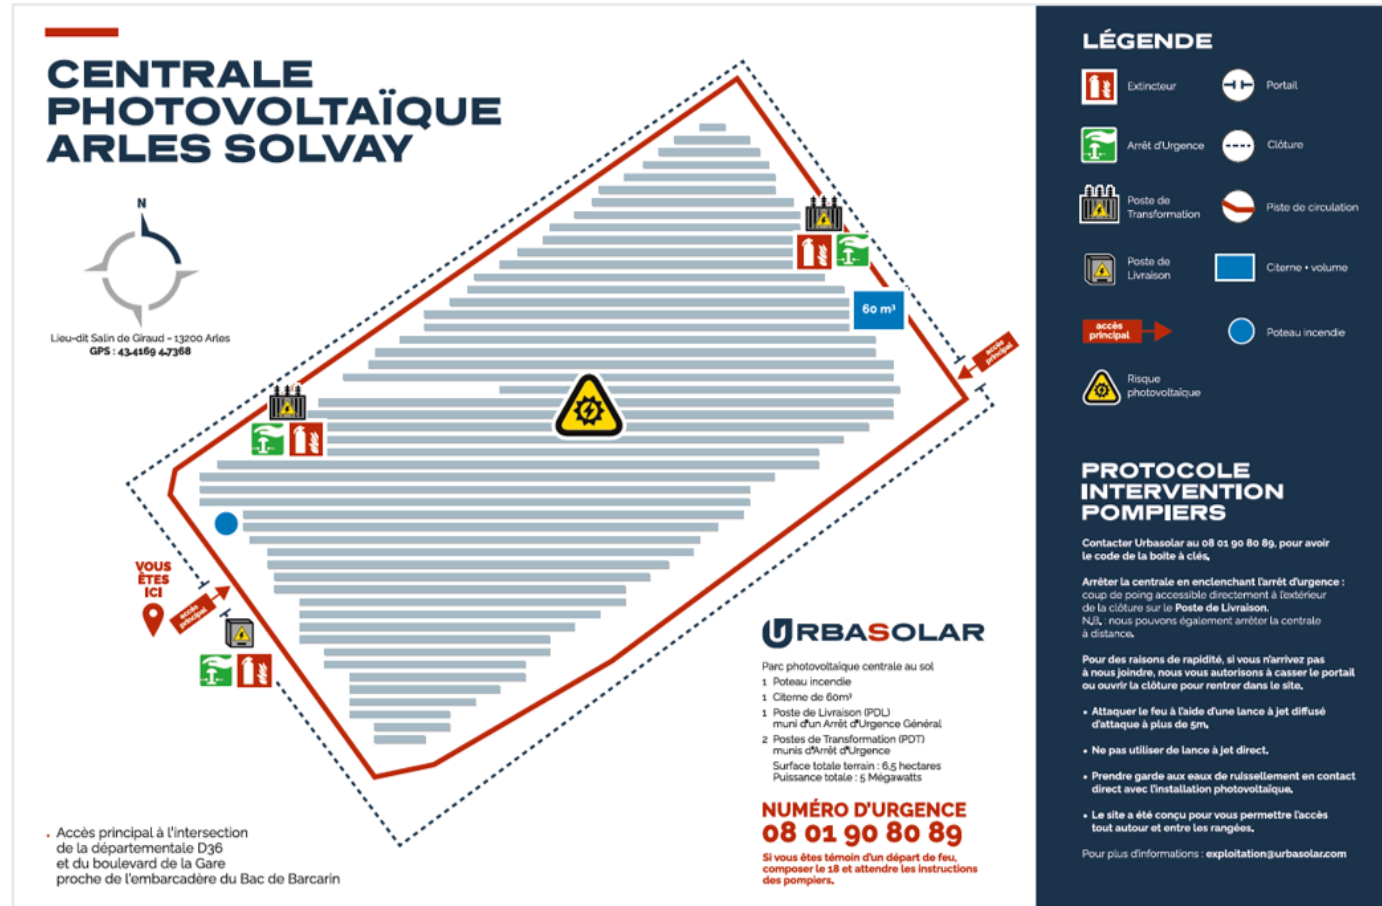 CENTRALE
PHOTOVOLTAÏQUE
ARLES SOLVAY
N
Lieu-dit Salin de Giraud - 13200 Arles
GPS : 43.4169 4.7368
60 m³
accès
principal
VOUS
ÊTES
ICI
accès
principal
Accès principal à l'intersection
de la départementale D36
et du boulevard de la Gare
proche de l'embarcadère du Bac de Barcarin
URBASOLAR
Parc photovoltaïque centrale au sol
1 Poteau incendie
1 Citerne de 60m³
1 Poste de Livraison (PDL)
muni d'un Arrêt d'Urgence Général
2 Postes de Transformation (PDT)
munis d'Arrêt d'Urgence
Surface totale terrain : 6,5 hectares
Puissance totale : 5 Mégawatts
NUMÉRO D'URGENCE
08 01 90 80 89
Si vous êtes témoin d'un départ de feu,
composer le 18 et attendre les instructions
des pompiers.
LÉGENDE
Extincteur
Portail
Arrêt d'Urgence
Clôture
Poste de
Transformation
Piste de circulation
Poste de
Livraison
Citerne + volume
accès
principal
Poteau incendie
Risque
photovoltaïque
PROTOCOLE
INTERVENTION
POMPIERS
Contacter Urbasolar au 08 01 90 80 89, pour avoir
le code de la boite à clés.
Arrêter la centrale en enclenchant l'arrêt d'urgence :
coup de poing accessible directement à l'extérieur
de la clôture sur le Poste de Livraison.
N.B. : nous pouvons également arrêter la centrale
à distance.
Pour des raisons de rapidité, si vous n'arrivez pas
à nous joindre, nous vous autorisons à casser le portail
ou ouvrir la clôture pour rentrer dans le site.
• Attaquer le feu à l'aide d'une lance à jet diffusé
d'attaque à plus de 5m.
• Ne pas utiliser de lance à jet direct.
• Prendre garde aux eaux de ruissellement en contact
direct avec l'installation photovoltaïque.
• Le site a été conçu pour vous permettre l'accès
tout autour et entre les rangées.
Pour plus d'informations : exploitation@urbasolar.com